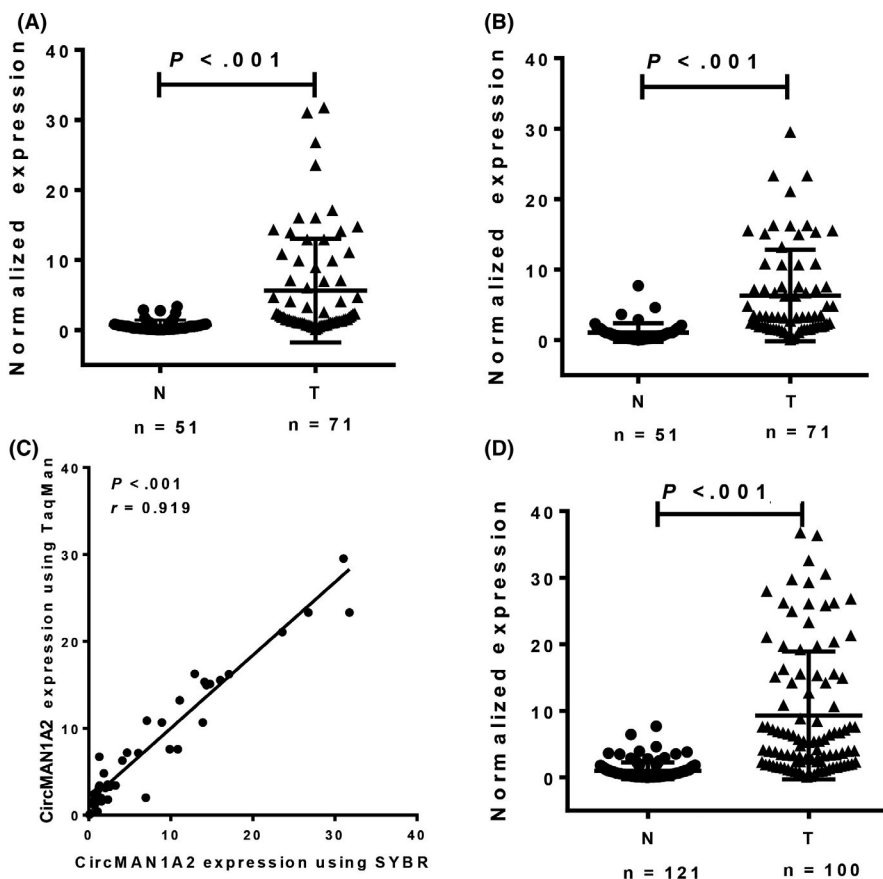 (A)
Normalized expression
40
30
20
10
0
P <.001
N
T
n = 51
n = 71
(B)
Normalized expression
40
30
20
10
0
P <.001
N
T
n = 51
n = 71
(C)
CircMAN1A2 expression using TaqMan
40
30
20
10
0
P <.001
r = 0.919
0
10
20
30
40
CircMAN1A2 expression using SYBR
(D)
Normalized expression
40
30
20
10
0
P <.001
N
T
n = 121
n = 100